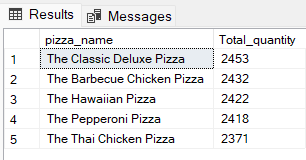 Results Messages
pizza_name Total_quantity
1 The Classic Deluxe Pizza 2453
2 The Barbecue Chicken Pizza 2432
3 The Hawaiian Pizza 2422
4 The Pepperoni Pizza 2418
5 The Thai Chicken Pizza 2371